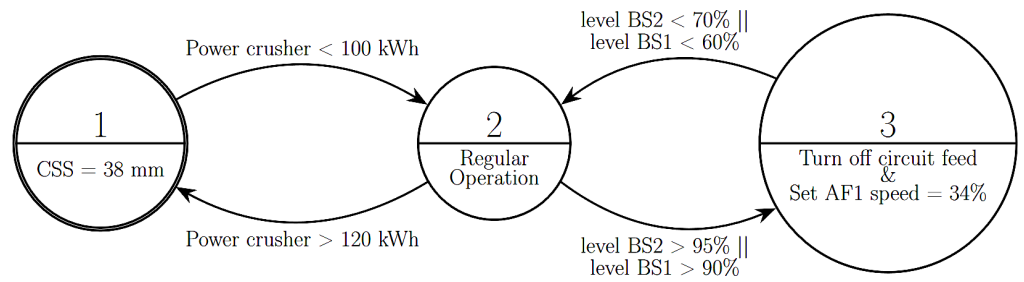 level BS2 < 70% ||
level BS1 < 60%
Power crusher < 100 kWh
1
CSS = 38 mm
2
Regular
Operation
3
Turn off circuit feed
&
Set AF1 speed = 34%
Power crusher > 120 kWh
level BS2 > 95% ||
level BS1 > 90%